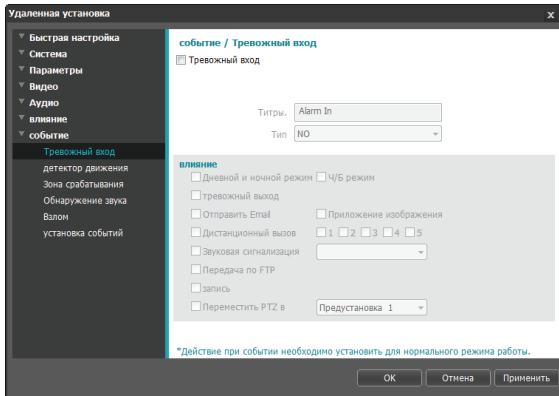 Удаленная установка
x
Быстрая настройка
Система
Параметры
Видео
Аудио
влияние
событие
Тревожный вход
детектор движения
Зона срабатывания
Обнаружение звука
Взлом
установка событий
событие / Тревожный вход
Тревожный вход
Титры. Alarm In
Тип NO
влияние
Дневной и ночной режим Ч/Б режим
тревожный выход
Отправить Email Приложение изображения
Дистанционный вызов 1 2 3 4 5
Звуковая сигнализация
Передача по FTP
запись
Переместить PTZ в Предустановка 1
*Действие при событии необходимо установить для нормального режима работы.
OK Отмена Применить